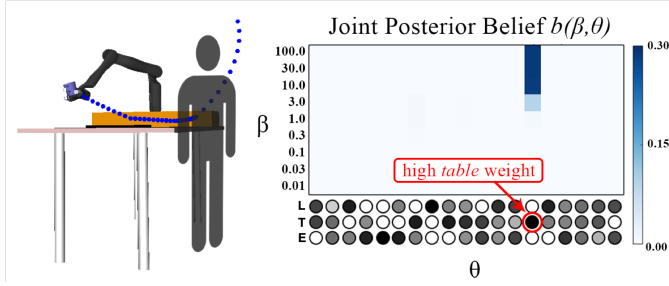 Joint Posterior Belief b(β,θ)
β
100.0
30.0
10.0
3.0
1.0
0.3
0.1
0.03
0.01
0.30
0.15
0.00
high table weight
L
T
E
θ